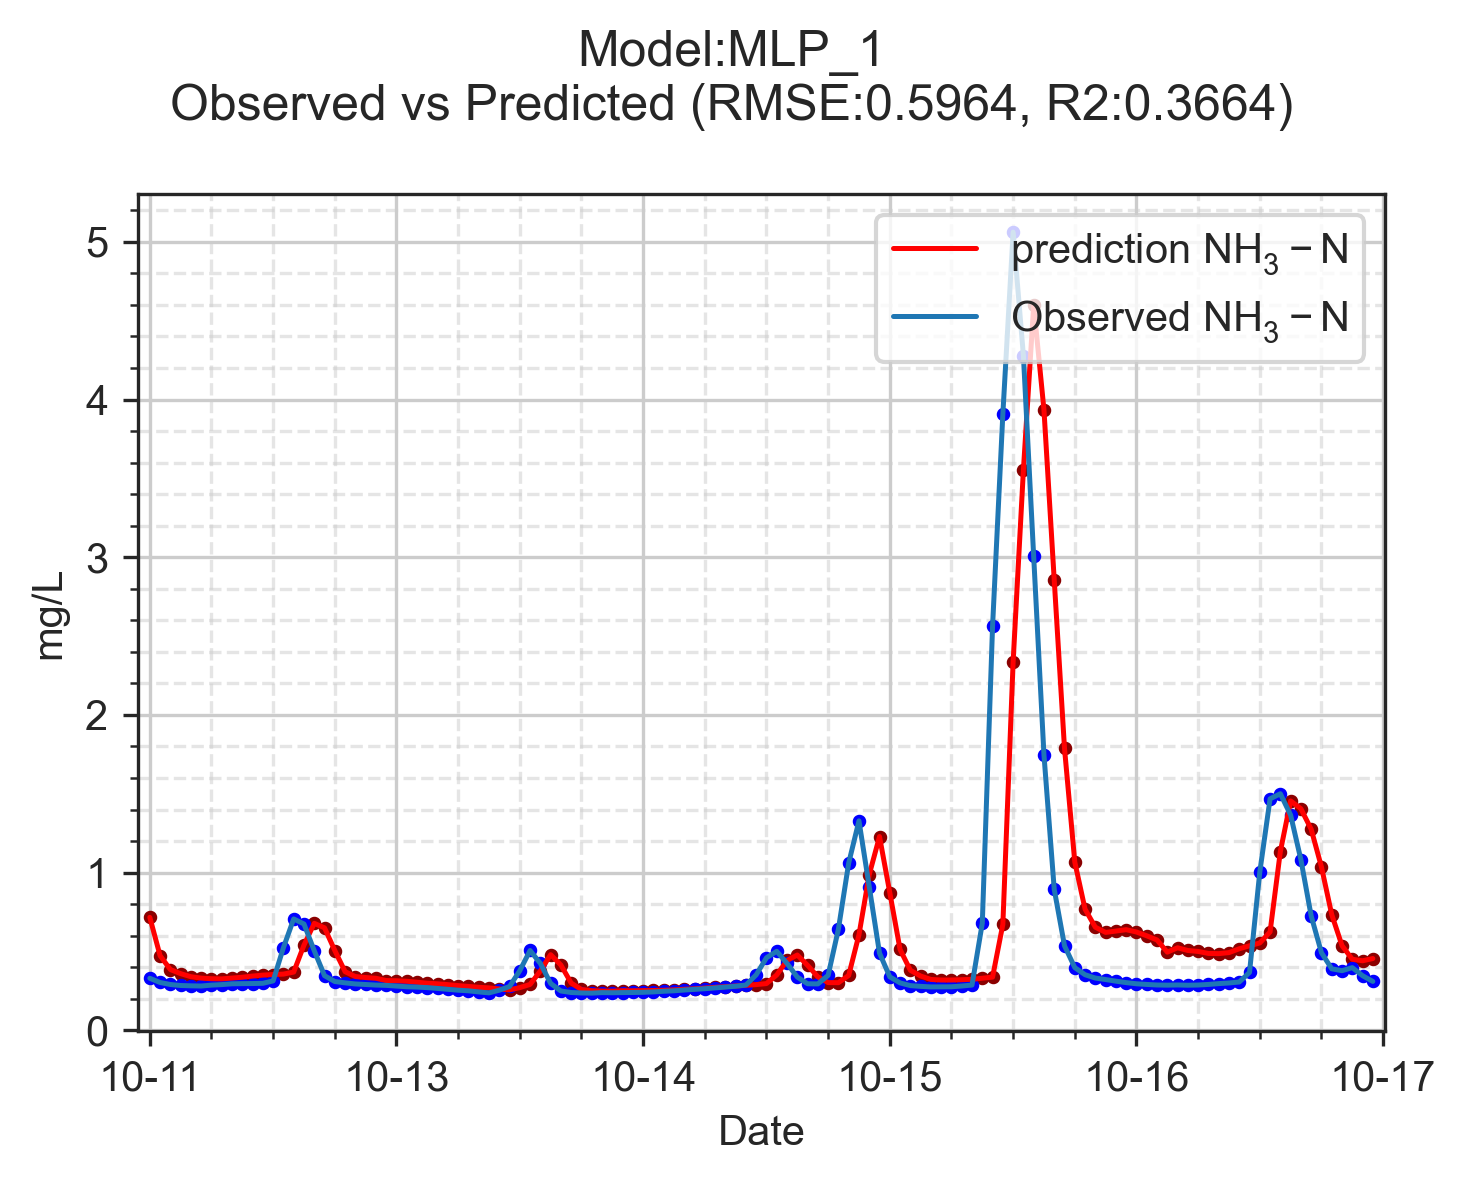 Model:MLP_1
Observed vs Predicted (RMSE:0.5964, R2:0.3664)
prediction NH₃ − N
Observed NH₃ − N
mg/L
5
4
3
2
1
0
10-11 10-13 10-14 10-15 10-16 10-17
Date